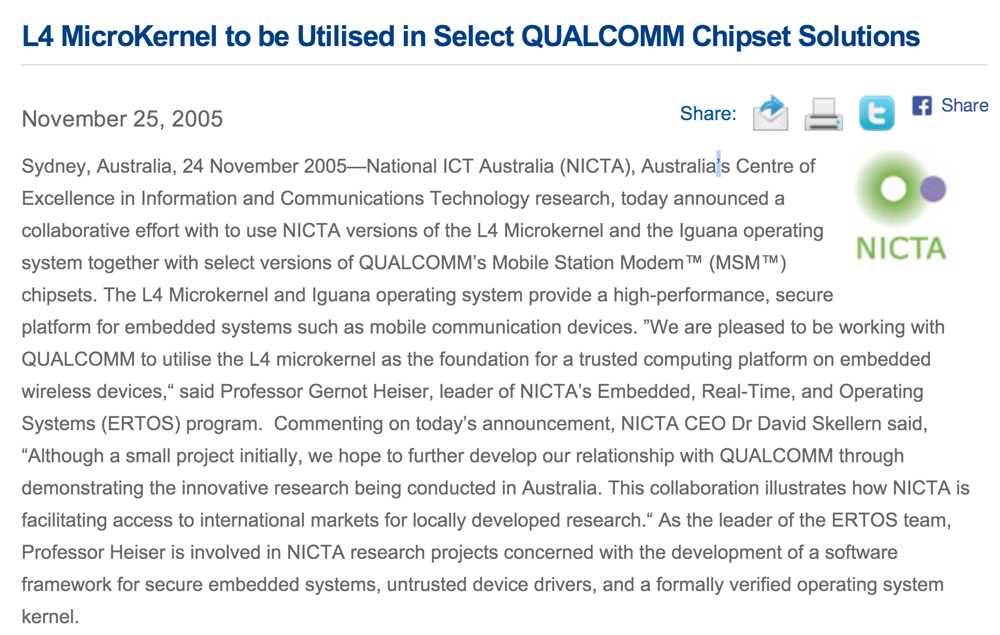 L4 MicroKernel to be Utilised in Select QUALCOMM Chipset Solutions
November 25, 2005
Share:
Share
Sydney, Australia, 24 November 2005—National ICT Australia (NICTA), Australia’s Centre of
Excellence in Information and Communications Technology research, today announced a
collaborative effort with to use NICTA versions of the L4 Microkernel and the Iguana operating
system together with select versions of QUALCOMM’s Mobile Station Modem™ (MSM™)
chipsets. The L4 Microkernel and Iguana operating system provide a high-performance, secure
platform for embedded systems such as mobile communication devices. ”We are pleased to be working with
QUALCOMM to utilise the L4 microkernel as the foundation for a trusted computing platform on embedded
wireless devices,“ said Professor Gernot Heiser, leader of NICTA’s Embedded, Real-Time, and Operating
Systems (ERTOS) program.  Commenting on today’s announcement, NICTA CEO Dr David Skellern said,
“Although a small project initially, we hope to further develop our relationship with QUALCOMM through
demonstrating the innovative research being conducted in Australia. This collaboration illustrates how NICTA is
facilitating access to international markets for locally developed research.“ As the leader of the ERTOS team,
Professor Heiser is involved in NICTA research projects concerned with the development of a software
framework for secure embedded systems, untrusted device drivers, and a formally verified operating system
kernel.
NICTA